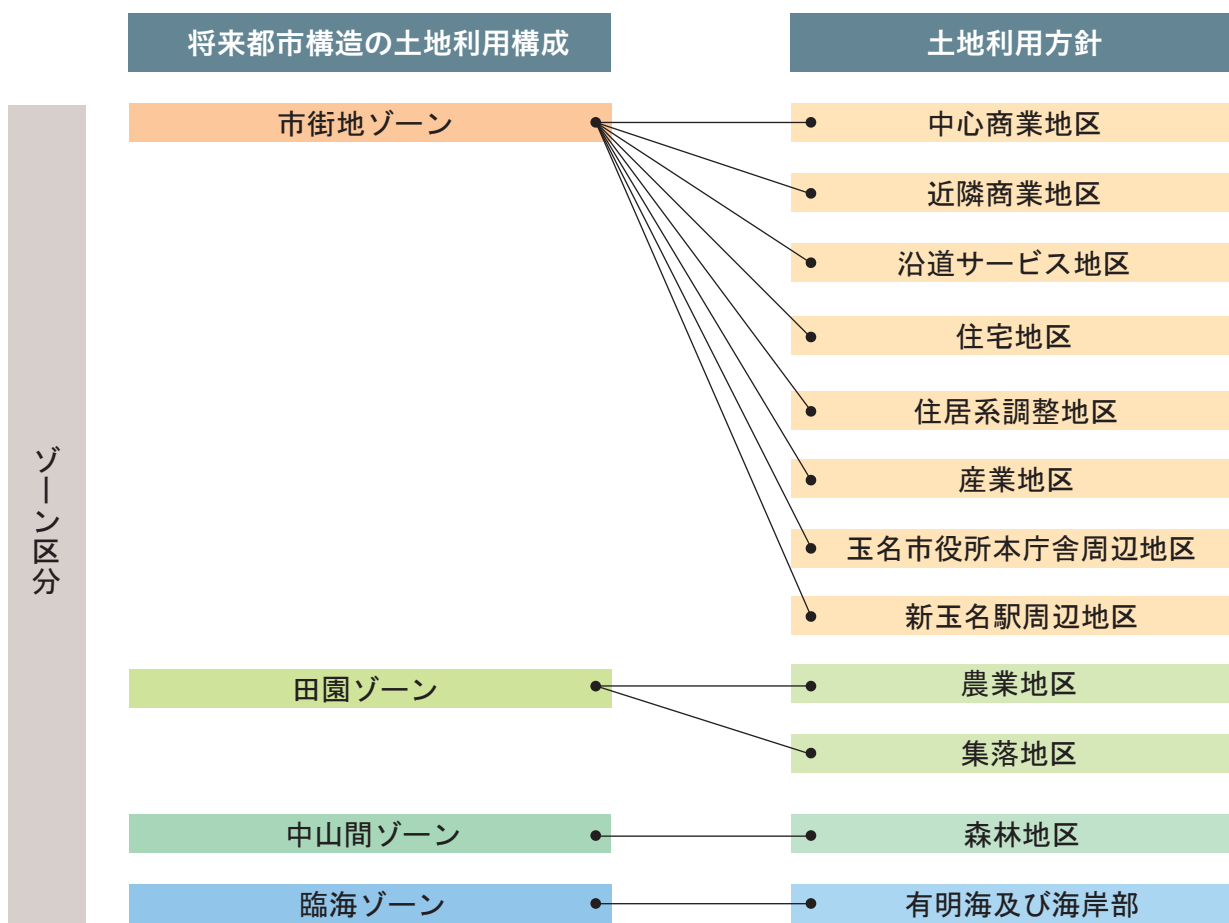 将来都市構造の土地利用構成
土地利用方針
ゾーン区分
市街地ゾーン
中心商業地区
近隣商業地区
沿道サービス地区
住宅地区
住居系調整地区
産業地区
玉名市役所本庁舎周辺地区
新玉名駅周辺地区
田園ゾーン
農業地区
集落地区
中山間ゾーン
森林地区
臨海ゾーン
有明海及び海岸部